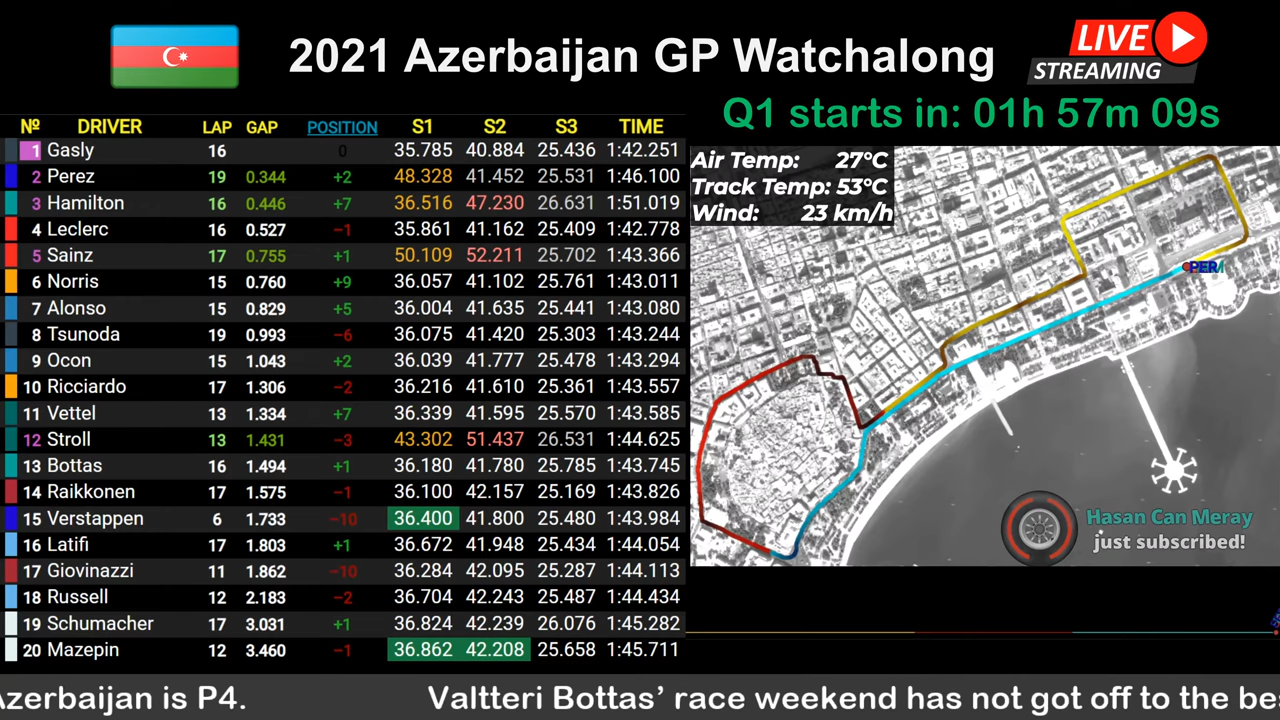 2021 Azerbaijan GP Watchalong
LIVE
STREAMING
Q1 starts in: 01h 57m 09s
Nº DRIVER LAP GAP POSITION S1 S2 S3 TIME
1 Gasly 16 0 35.785 40.884 25.436 1:42.251
2 Perez 19 0.344 +2 48.328 41.452 25.531 1:46.100
3 Hamilton 16 0.446 +7 36.516 47.230 26.631 1:51.019
4 Leclerc 16 0.527 −1 35.861 41.162 25.409 1:42.778
5 Sainz 17 0.755 +1 50.109 52.211 25.702 1:43.366
6 Norris 15 0.760 +9 36.057 41.102 25.761 1:43.011
7 Alonso 15 0.829 +5 36.004 41.635 25.441 1:43.080
8 Tsunoda 19 0.993 −6 36.075 41.420 25.303 1:43.244
9 Ocon 15 1.043 +2 36.039 41.777 25.478 1:43.294
10 Ricciardo 17 1.306 −2 36.216 41.610 25.361 1:43.557
11 Vettel 13 1.334 +7 36.339 41.595 25.570 1:43.585
12 Stroll 13 1.431 −3 43.302 51.437 26.531 1:44.625
13 Bottas 16 1.494 +1 36.180 41.780 25.785 1:43.745
14 Raikkonen 17 1.575 −1 36.100 42.157 25.169 1:43.826
15 Verstappen 6 1.733 −10 36.400 41.800 25.480 1:43.984
16 Latifi 17 1.803 +1 36.672 41.948 25.434 1:44.054
17 Giovinazzi 11 1.862 −10 36.284 42.095 25.287 1:44.113
18 Russell 12 2.183 −2 36.704 42.243 25.487 1:44.434
19 Schumacher 17 3.031 +1 36.824 42.239 26.076 1:45.282
20 Mazepin 12 3.460 −1 36.862 42.208 25.658 1:45.711
Air Temp: 27°C
Track Temp: 53°C
Wind: 23 km/h
Hasan Can Meray
just subscribed!
Azerbaijan is P4. Valtteri Bottas’ race weekend has not got off to the be